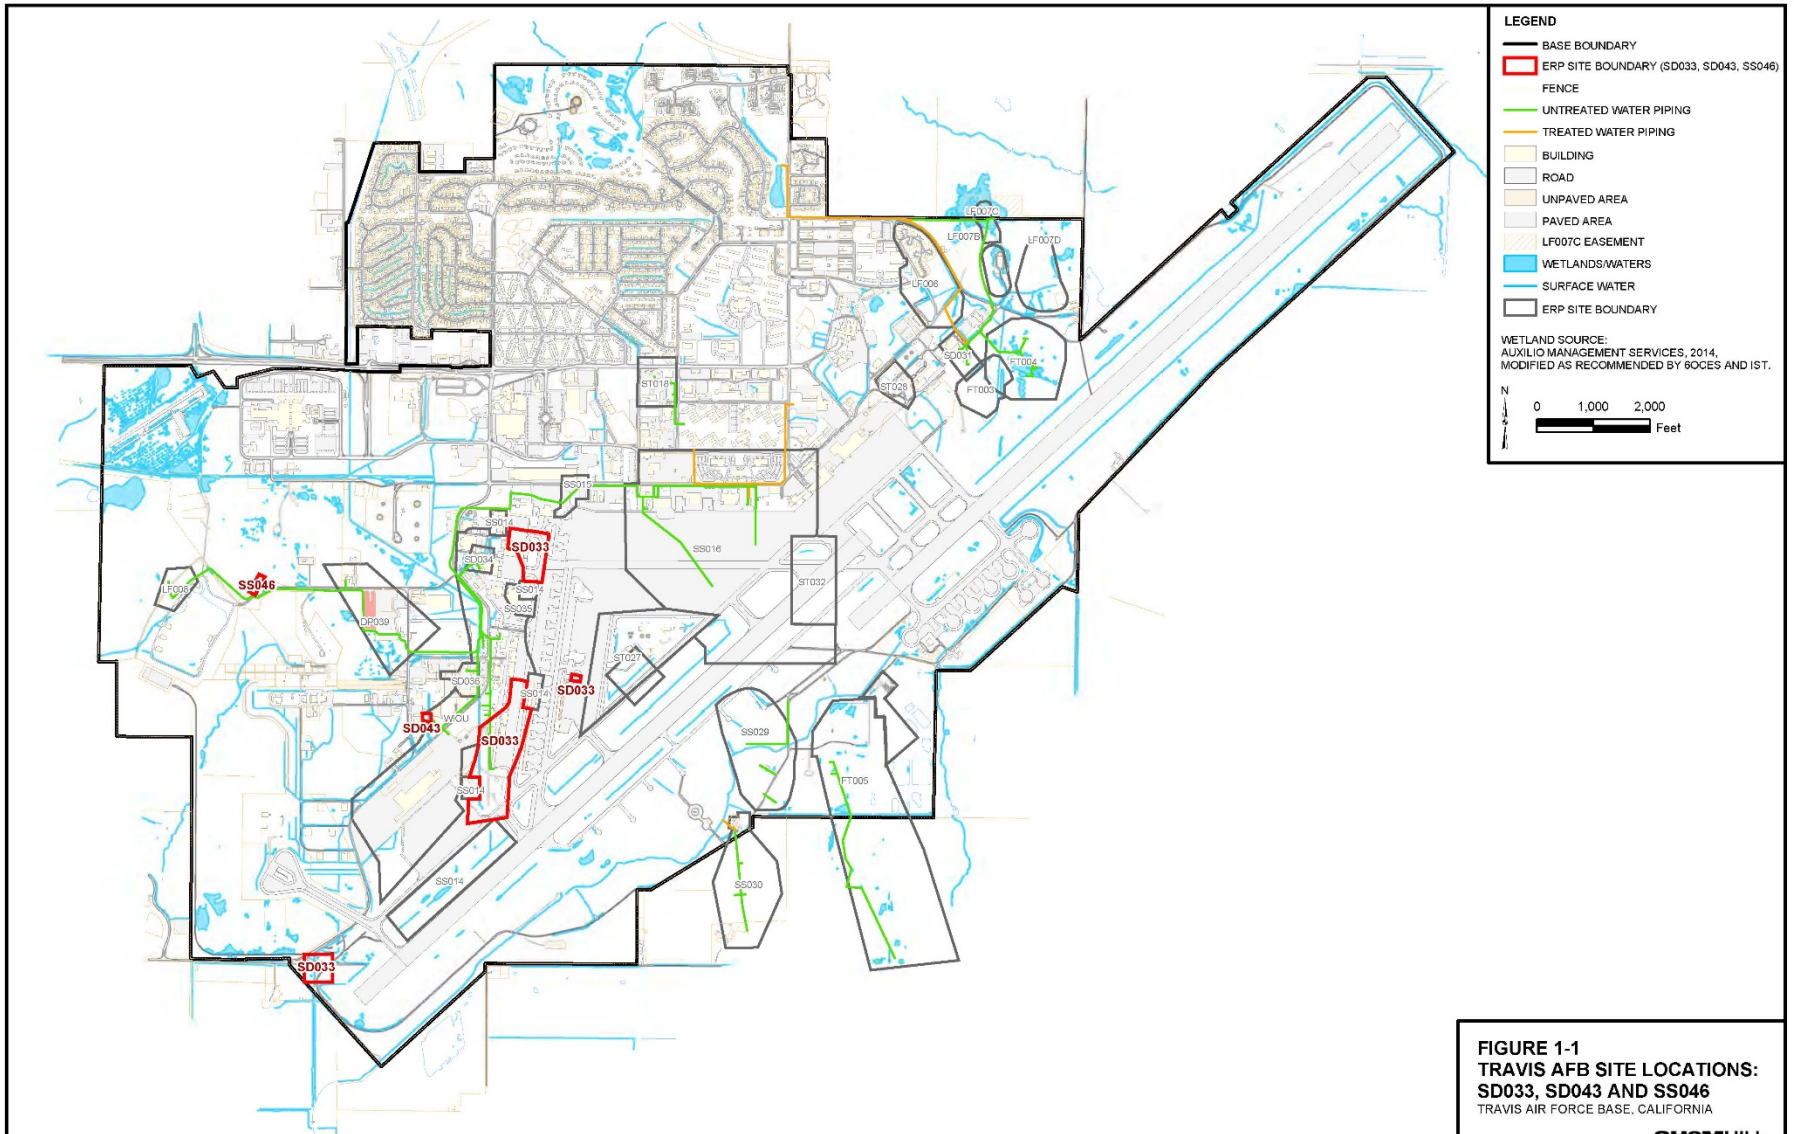 LEGEND
BASE BOUNDARY
ERP SITE BOUNDARY (SD033, SD043, SS046)
FENCE
UNTREATED WATER PIPING
TREATED WATER PIPING
BUILDING
ROAD
UNPAVED AREA
PAVED AREA
LF007C EASEMENT
WETLANDS/WATERS
SURFACE WATER
ERP SITE BOUNDARY
WETLAND SOURCE:
AUXILIO MANAGEMENT SERVICES, 2014,
MODIFIED AS RECOMMENDED BY 60CES AND IST.
N
0 1,000 2,000
Feet
LF007C
LF007B
LF007D
LF006
SD031
FT004
FT003
ST028
ST018
SS015
SS014
SD033
SD034
SS016
ST032
SS014
SS035
LF008
SS046
DP039
ST027
SD036
SS014
SD033
SD043
WIOU
SD033
SS029
FT005
SS014
SS014
SS030
SD033
FIGURE 1-1
TRAVIS AFB SITE LOCATIONS:
SD033, SD043 AND SS046
TRAVIS AIR FORCE BASE, CALIFORNIA